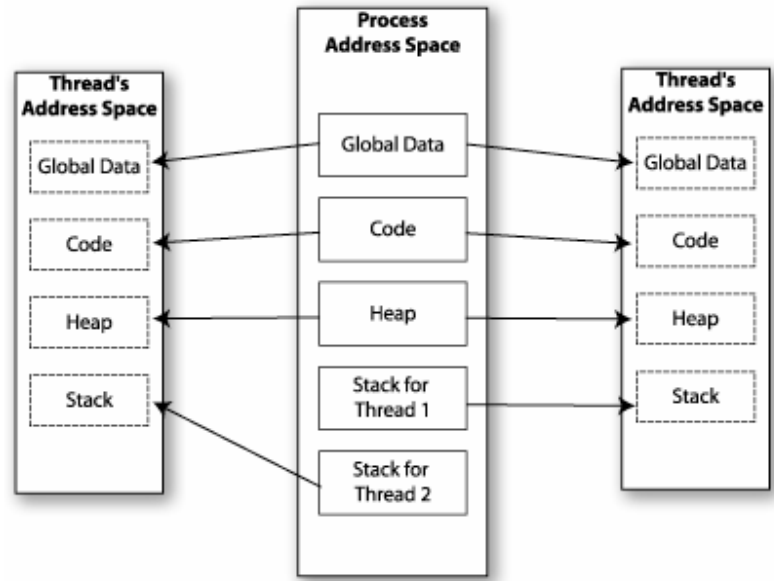 Thread's
Address Space
Global Data
Code
Heap
Stack
Process
Address Space
Global Data
Code
Heap
Stack for
Thread 1
Stack for
Thread 2
Thread's
Address Space
Global Data
Code
Heap
Stack